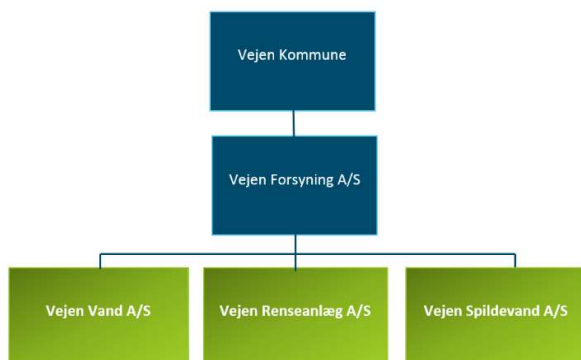 Vejen Kommune
Vejen Forsyning A/S
Vejen Vand A/S
Vejen Renseanlæg A/S
Vejen Spildevand A/S